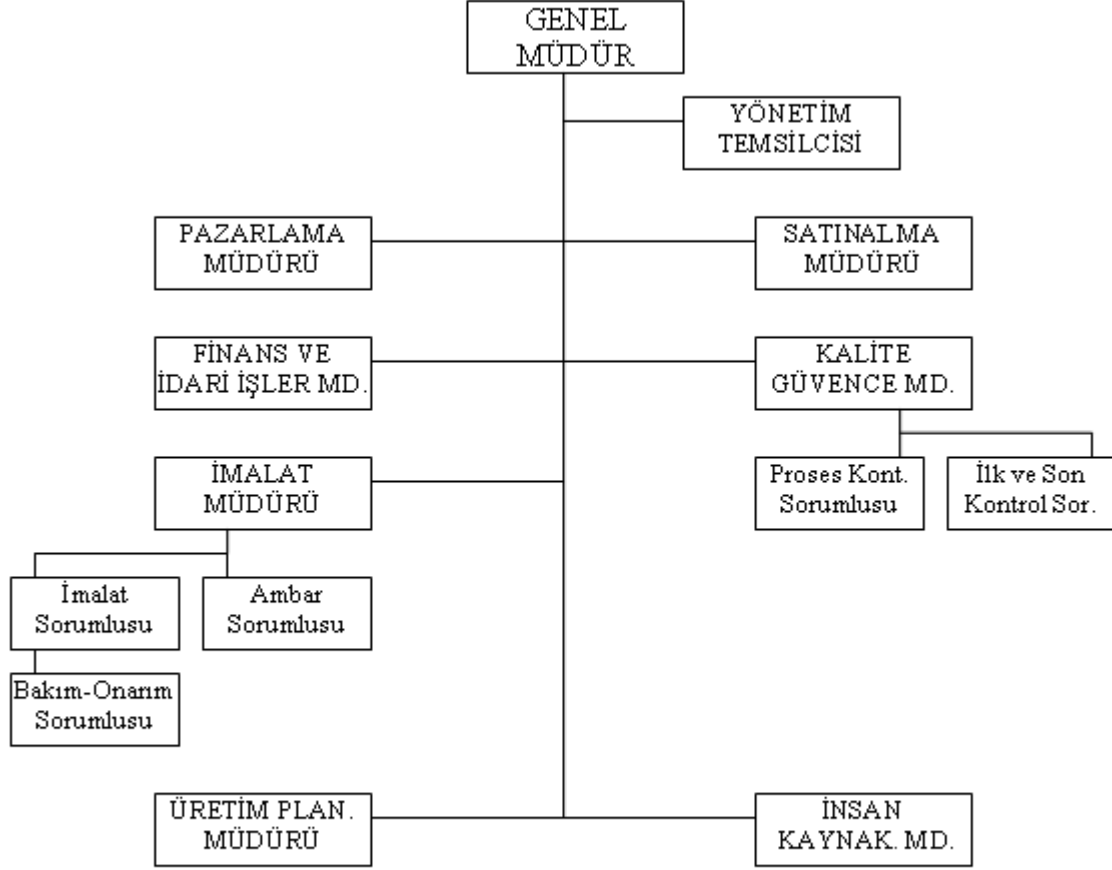 GENEL
MÜDÜR
YÖNETİM
TEMSİLCİSİ
PAZARLAMA
MÜDÜRÜ
SATINALMA
MÜDÜRÜ
FİNANS VE
İDARİ İŞLER MD.
KALİTE
GÜVENCE MD.
İMALAT
MÜDÜRÜ
Proses Kont.
Sorumlusu
İlk ve Son
Kontrol Sor.
İmalat
Sorumlusu
Ambar
Sorumlusu
Bakım-Onarım
Sorumlusu
ÜRETİM PLAN.
MÜDÜRÜ
İNSAN
KAYNAK. MD.